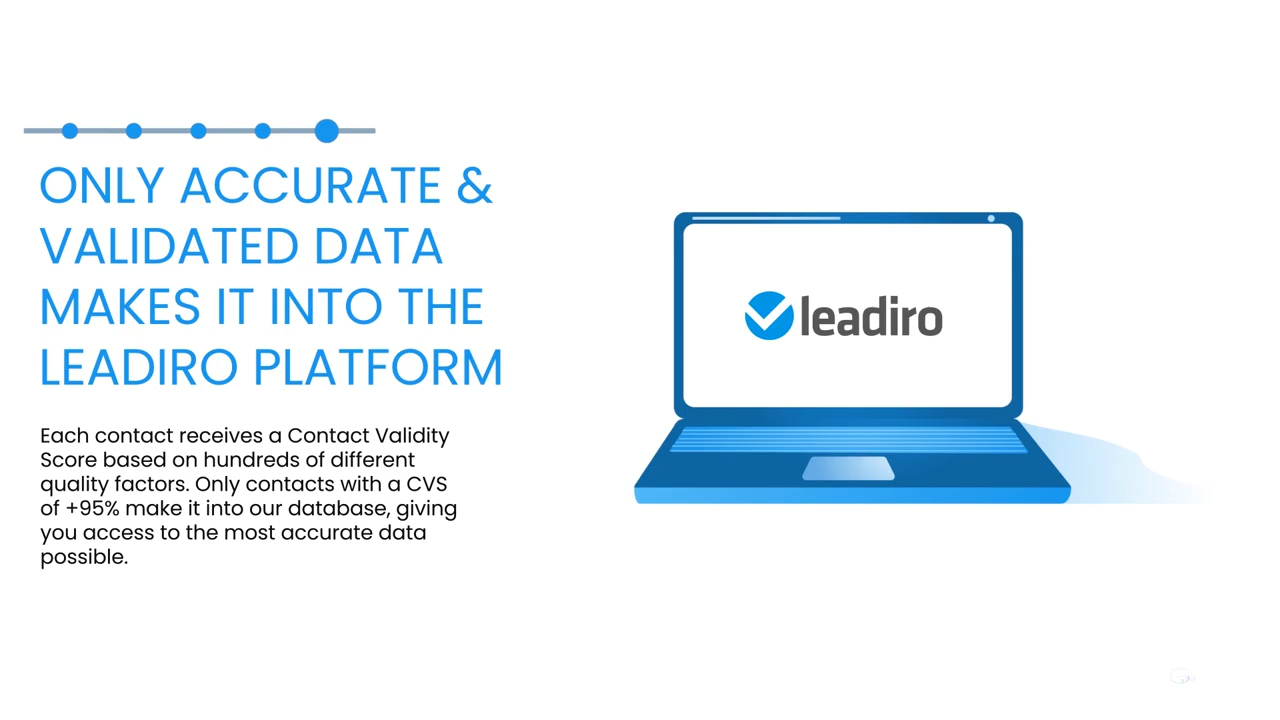 ONLY ACCURATE &
VALIDATED DATA
MAKES IT INTO THE
LEADIRO PLATFORM
Each contact receives a Contact Validity
Score based on hundreds of different
quality factors. Only contacts with a CVS
of +95% make it into our database, giving
you access to the most accurate data
possible.
leadiro